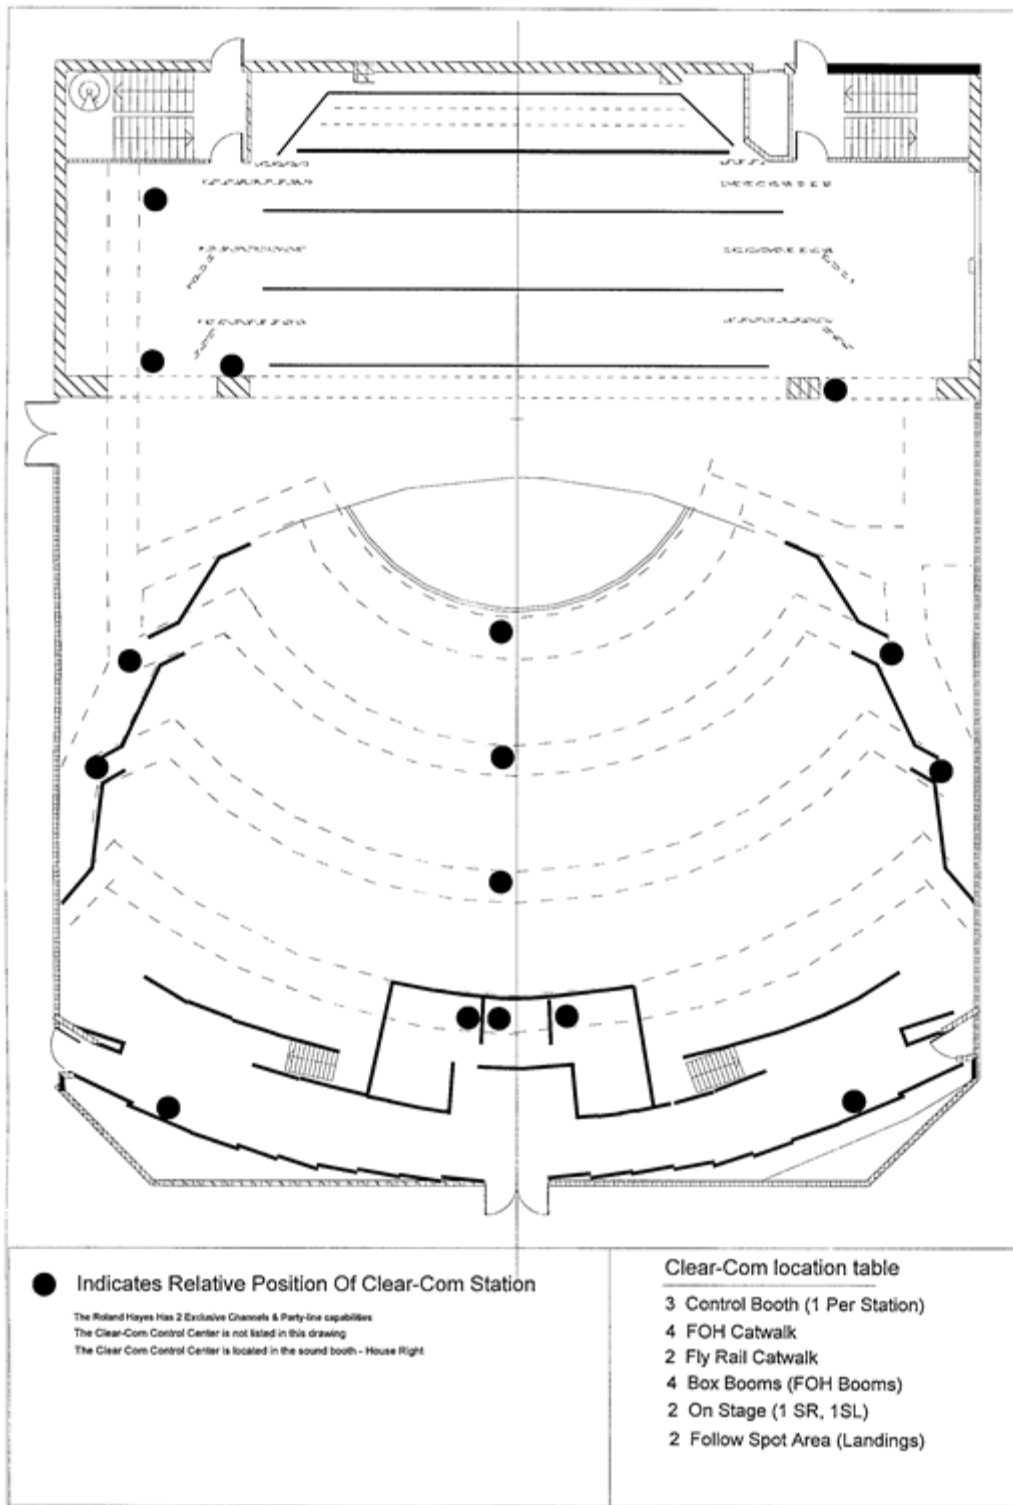 Indicates Relative Position Of Clear-Com Station
The Roland Hayes Has 2 Exclusive Channels & Party-line capabilities
The Clear-Com Control Center is not listed in this drawing
The Clear Com Control Center is located in the sound booth - House Right
Clear-Com location table
3 Control Booth (1 Per Station)
4 FOH Catwalk
2 Fly Rail Catwalk
4 Box Booms (FOH Booms)
2 On Stage (1 SR, 1SL)
2 Follow Spot Area (Landings)